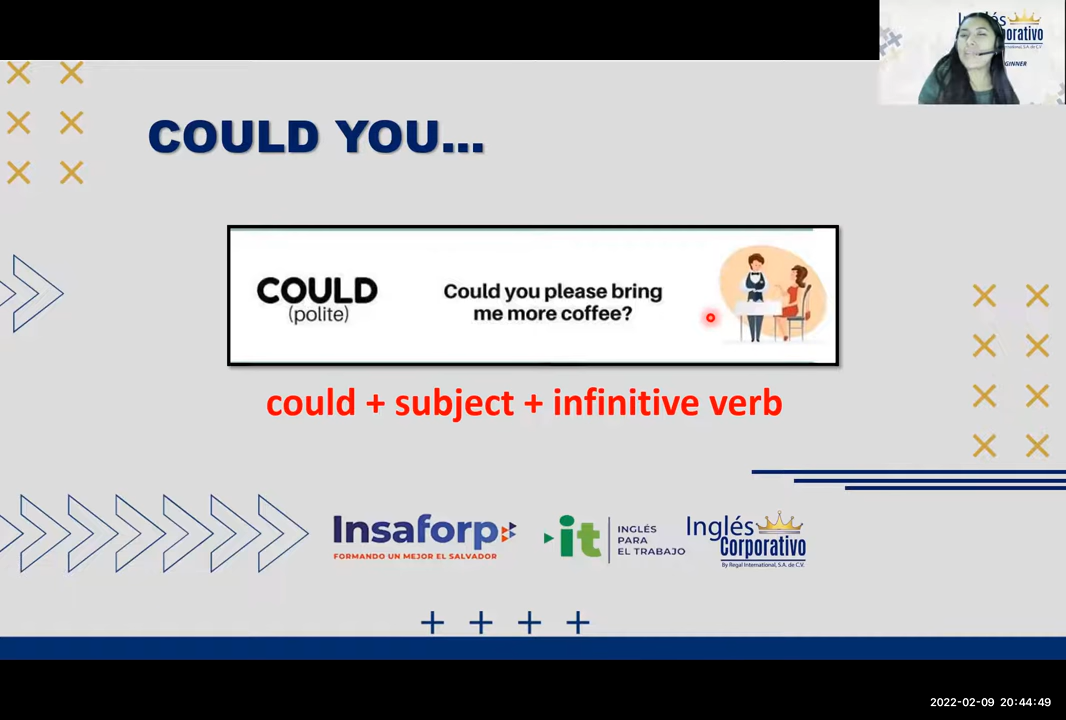 COULD YOU...
COULD
(polite)
Could you please bring
me more coffee?
could + subject + infinitive verb
Insaforp
FORMANDO UN MEJOR EL SALVADOR
it
INGLÉS
PARA
EL TRABAJO
Inglés
Corporativo
By Regal International, S.A. de C.V.
2022-02-09 20:44:49